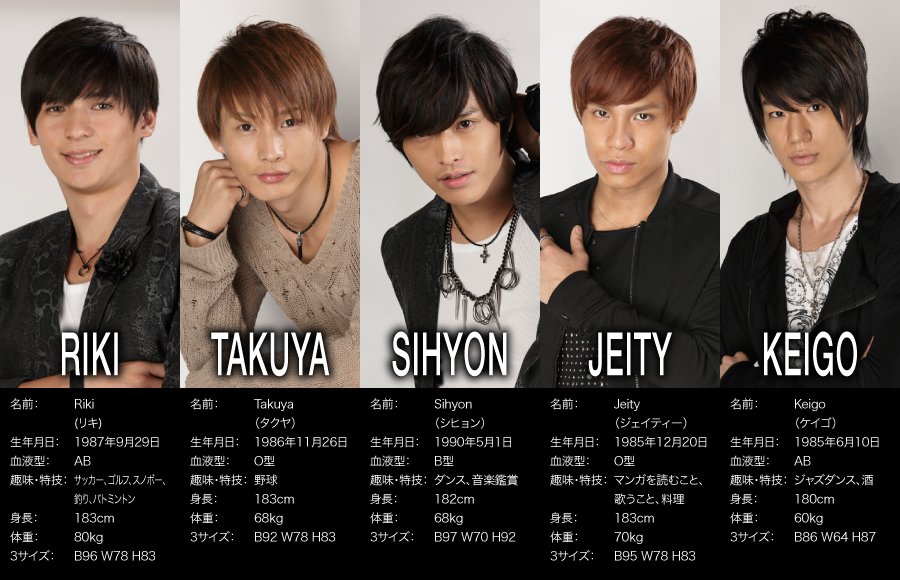 RIKI
TAKUYA
SIHYON
JEITY
KEIGO
名前： Riki
(リキ)
生年月日： 1987年9月29日
血液型： AB
趣味・特技： サッカー、ゴルフ、スノボー、
釣り、バトミントン
身長： 183cm
体重： 80kg
3サイズ： B96 W78 H83
名前： Takuya
（タクヤ）
生年月日： 1986年11月26日
血液型： O型
趣味・特技： 野球
身長： 183cm
体重： 68kg
3サイズ： B92 W78 H83
名前： Sihyon
（シヒョン）
生年月日： 1990年5月1日
血液型： B型
趣味・特技： ダンス、音楽鑑賞
身長： 182cm
体重： 68kg
3サイズ： B97 W70 H92
名前： Jeity
（ジェイティー）
生年月日： 1985年12月20日
血液型： O型
趣味・特技： マンガを読むこと、
歌うこと、料理
身長： 183cm
体重： 70kg
3サイズ： B95 W78 H83
名前： Keigo
（ケイゴ）
生年月日： 1985年6月10日
血液型： AB
趣味・特技： ジャズダンス、酒
身長： 180cm
体重： 60kg
3サイズ： B86 W64 H87